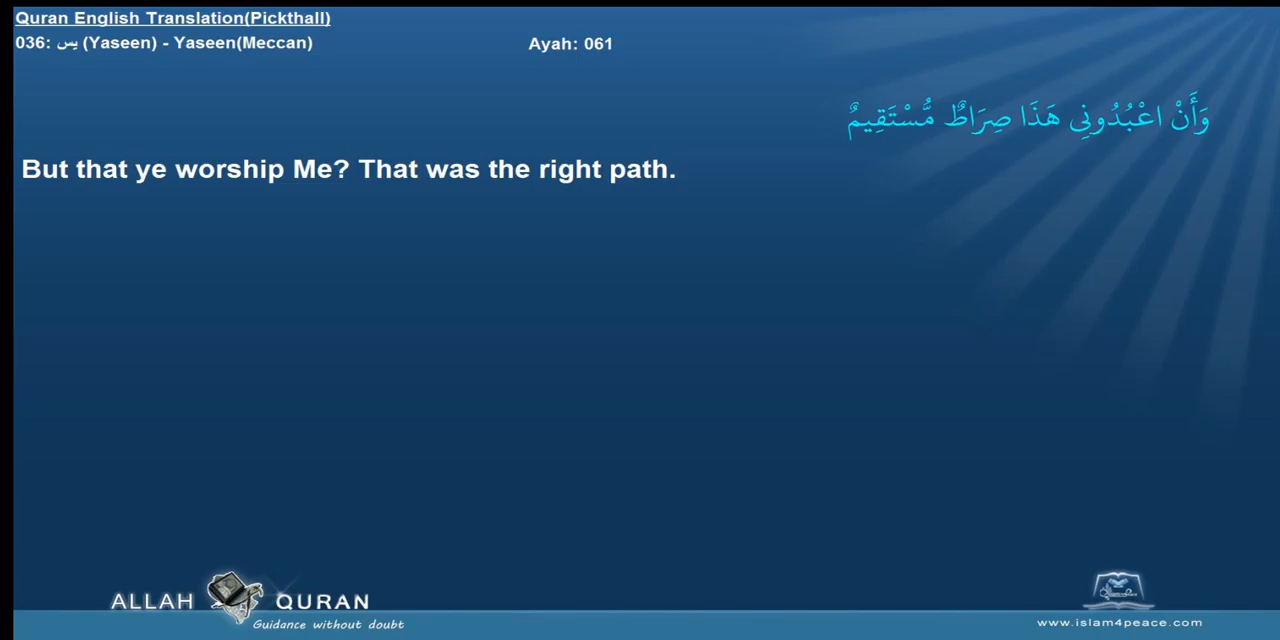 Quran English Translation(Pickthall)
036: يس (Yaseen) - Yaseen(Meccan)
Ayah: 061
وَأَنْ اعْبُدُونِي هَذَا صِرَاطٌ مُّسْتَقِيمٌ
But that ye worship Me? That was the right path.
ALLAH QURAN
Guidance without doubt
www.islam4peace.com